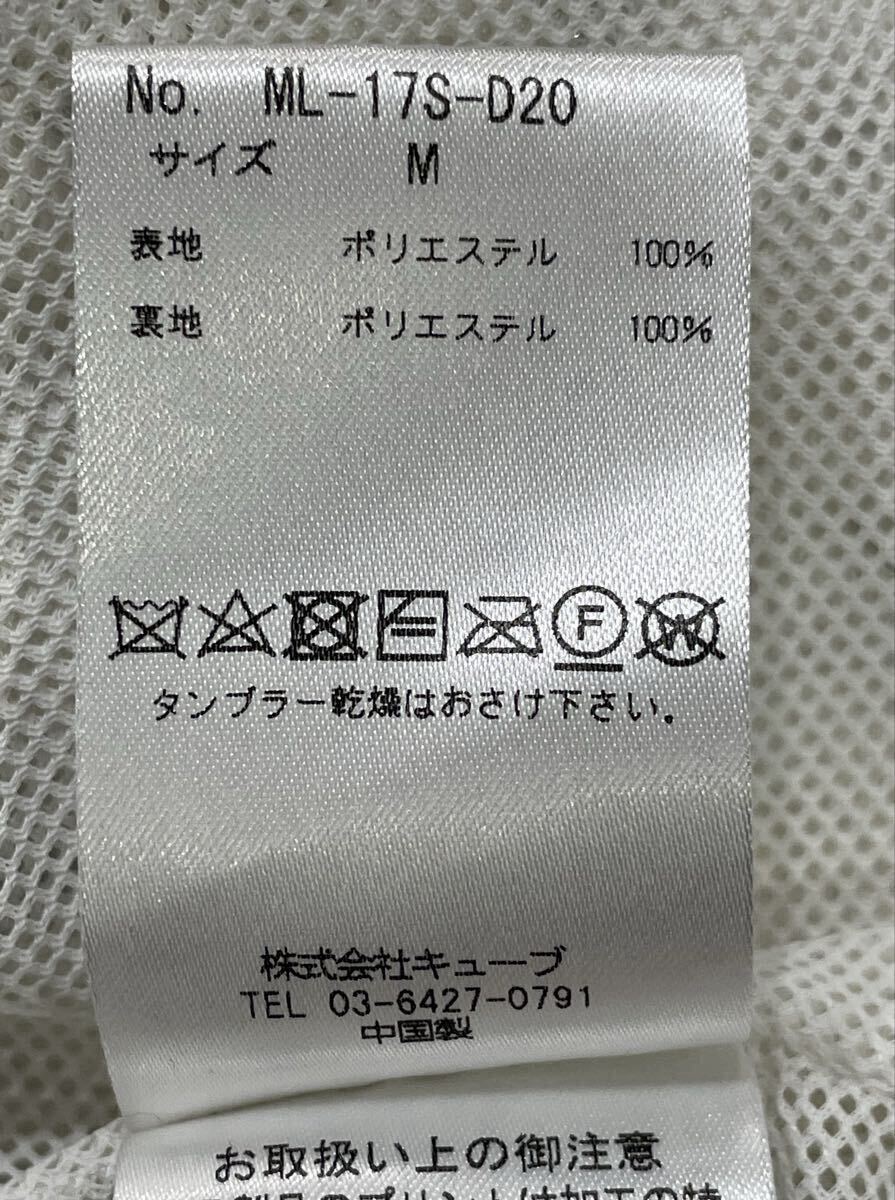 No. ML-17S-D20
サイズ M
表地 ポリエステル 100%
裏地 ポリエステル 100%
F W
タンブラー乾燥はおさけ下さい。
株式会社キューブ
TEL 03-6427-0791
中国製
お取扱い上の御注意